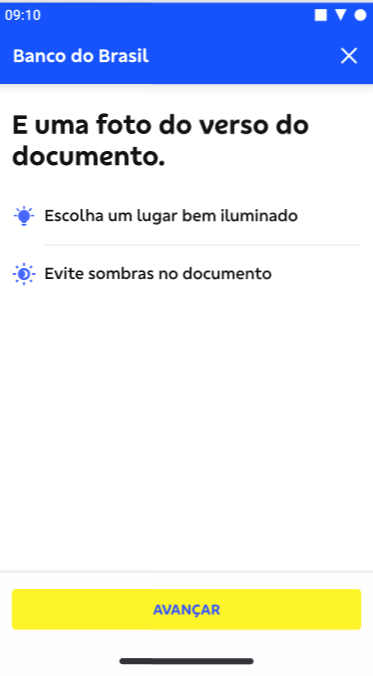 09:10
Banco do Brasil
E uma foto do verso do
documento.
Escolha um lugar bem iluminado
Evite sombras no documento
AVANÇAR